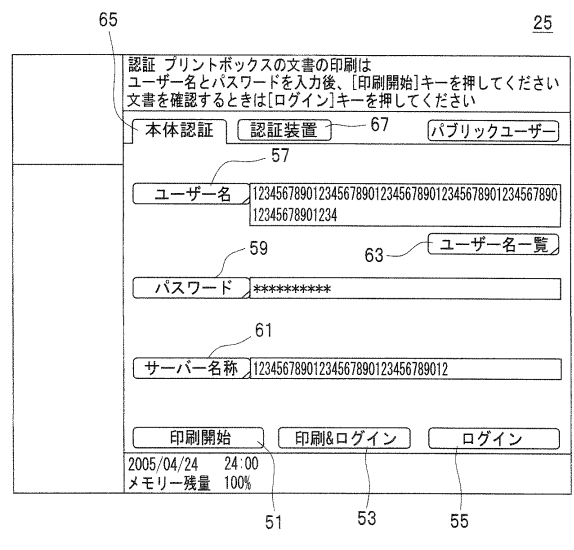 65
25
認証 プリントボックスの文書の印刷は
ユーザー名とパスワードを入力後、[印刷開始]キーを押してください
文書を確認するときは[ログイン]キーを押してください
本体認証
認証装置
67
パブリックユーザー
57
ユーザー名
12345678901234567890123456789012345678901234567890
12345678901234
63
ユーザー名一覧
59
パスワード
**********
61
サーバー名称
12345678901234567890123456789012
印刷開始
印刷&ログイン
ログイン
2005/04/24 24:00
メモリー残量 100%
51
53
55